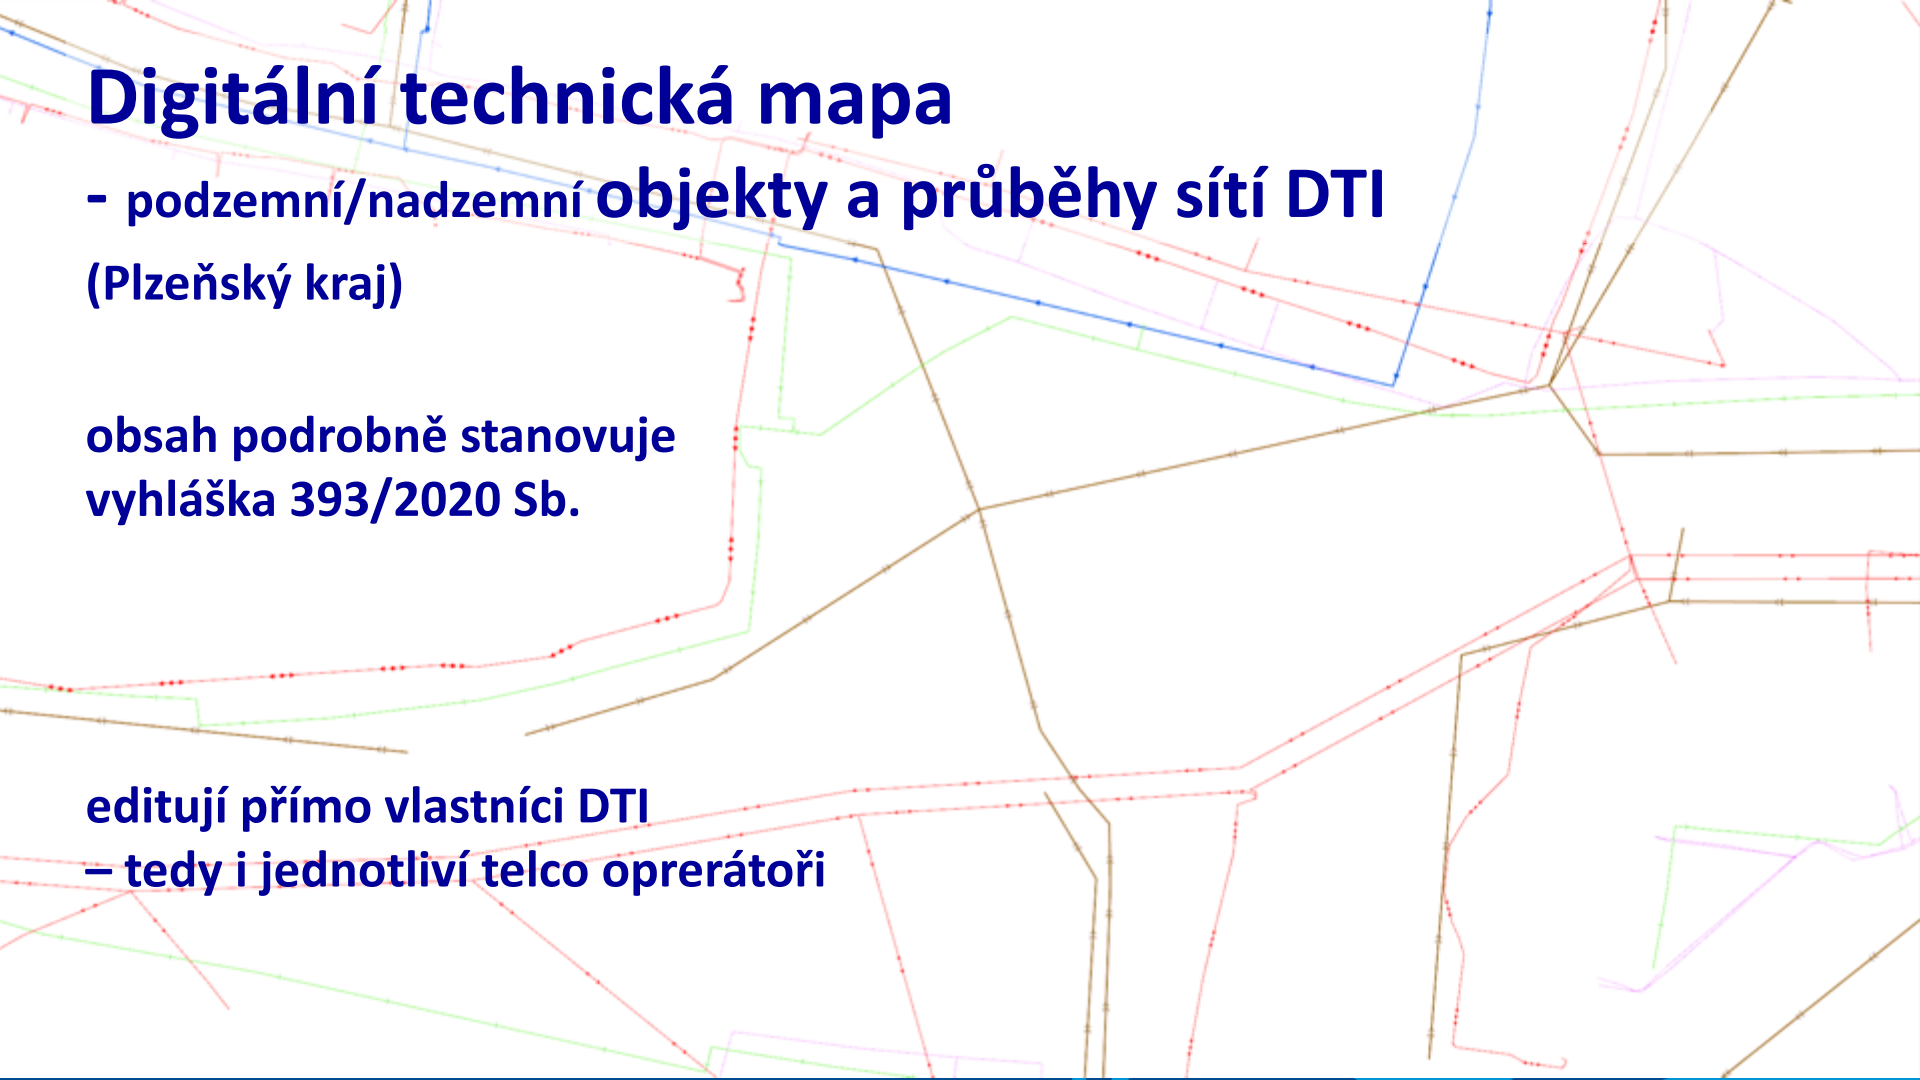 Digitální technická mapa
- podzemní/nadzemní objekty a průběhy sítí DTI
(Plzeňský kraj)
obsah podrobně stanovuje
vyhláška 393/2020 Sb.
editují přímo vlastníci DTI
– tedy i jednotliví telco oprerátoři